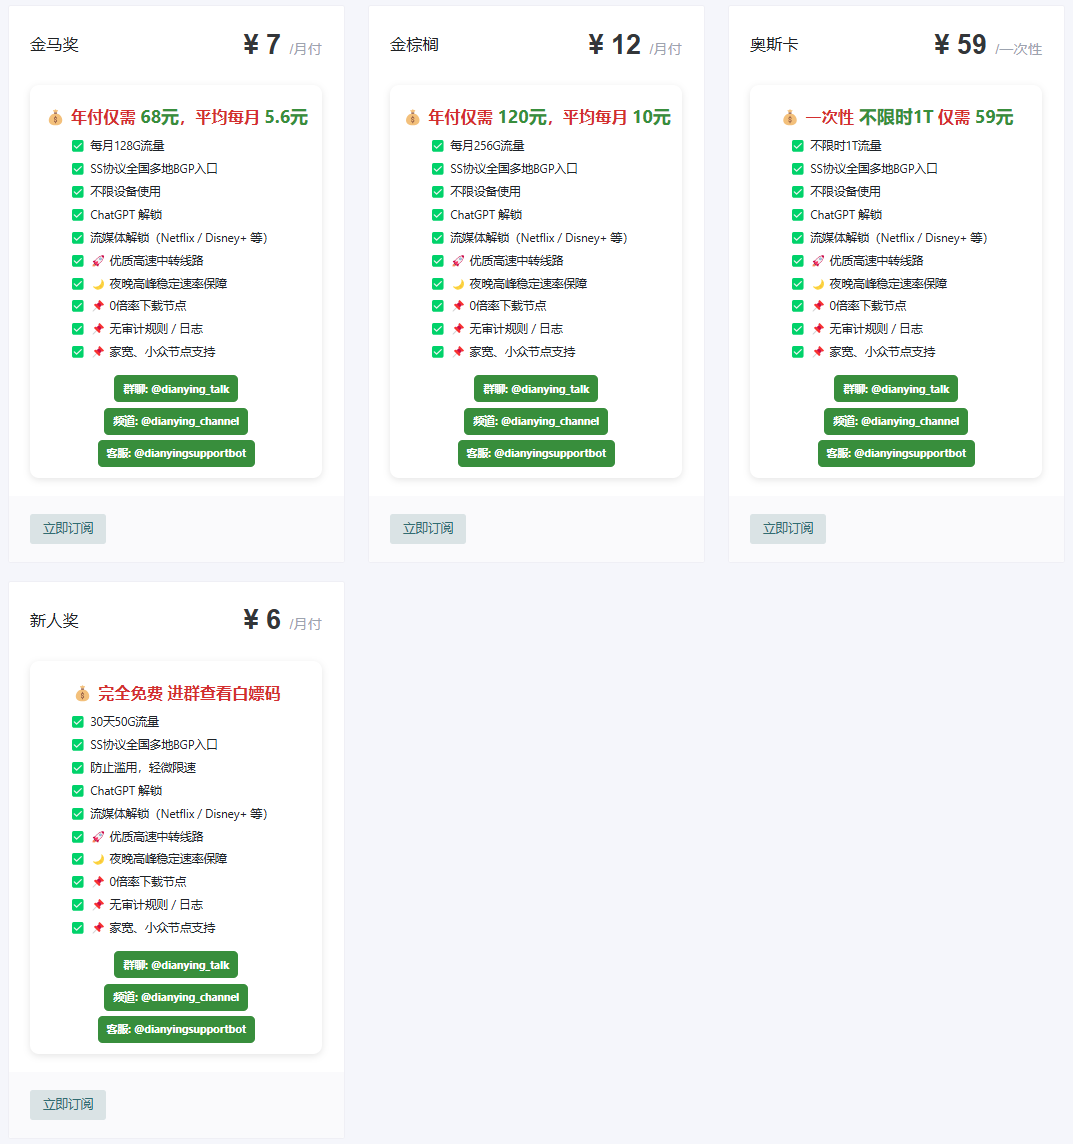 金马奖
¥ 7 /月付
💰 年付仅需 68元，平均每月 5.6元
✅ 每月128G流量
✅ SS协议全国多地BGP入口
✅ 不限设备使用
✅ ChatGPT 解锁
✅ 流媒体解锁（Netflix / Disney+ 等）
✅ 🚀 优质高速中转线路
✅ 🌙 夜晚高峰稳定速率保障
✅ 📌 0倍率下载节点
✅ 📌 无审计规则 / 日志
✅ 📌 家宽、小众节点支持
群聊: @dianying_talk
频道: @dianying_channel
客服: @dianyingsupportbot
立即订阅
金棕榈
¥ 12 /月付
💰 年付仅需 120元，平均每月 10元
✅ 每月256G流量
✅ SS协议全国多地BGP入口
✅ 不限设备使用
✅ ChatGPT 解锁
✅ 流媒体解锁（Netflix / Disney+ 等）
✅ 🚀 优质高速中转线路
✅ 🌙 夜晚高峰稳定速率保障
✅ 📌 0倍率下载节点
✅ 📌 无审计规则 / 日志
✅ 📌 家宽、小众节点支持
群聊: @dianying_talk
频道: @dianying_channel
客服: @dianyingsupportbot
立即订阅
奥斯卡
¥ 59 /一次性
💰 一次性 不限时1T 仅需 59元
✅ 不限时1T流量
✅ SS协议全国多地BGP入口
✅ 不限设备使用
✅ ChatGPT 解锁
✅ 流媒体解锁（Netflix / Disney+ 等）
✅ 🚀 优质高速中转线路
✅ 🌙 夜晚高峰稳定速率保障
✅ 📌 0倍率下载节点
✅ 📌 无审计规则 / 日志
✅ 📌 家宽、小众节点支持
群聊: @dianying_talk
频道: @dianying_channel
客服: @dianyingsupportbot
立即订阅
新人奖
¥ 6 /月付
💰 完全免费 进群查看白嫖码
✅ 30天50G流量
✅ SS协议全国多地BGP入口
✅ 防止滥用，轻微限速
✅ ChatGPT 解锁
✅ 流媒体解锁（Netflix / Disney+ 等）
✅ 🚀 优质高速中转线路
✅ 🌙 夜晚高峰稳定速率保障
✅ 📌 0倍率下载节点
✅ 📌 无审计规则 / 日志
✅ 📌 家宽、小众节点支持
群聊: @dianying_talk
频道: @dianying_channel
客服: @dianyingsupportbot
立即订阅